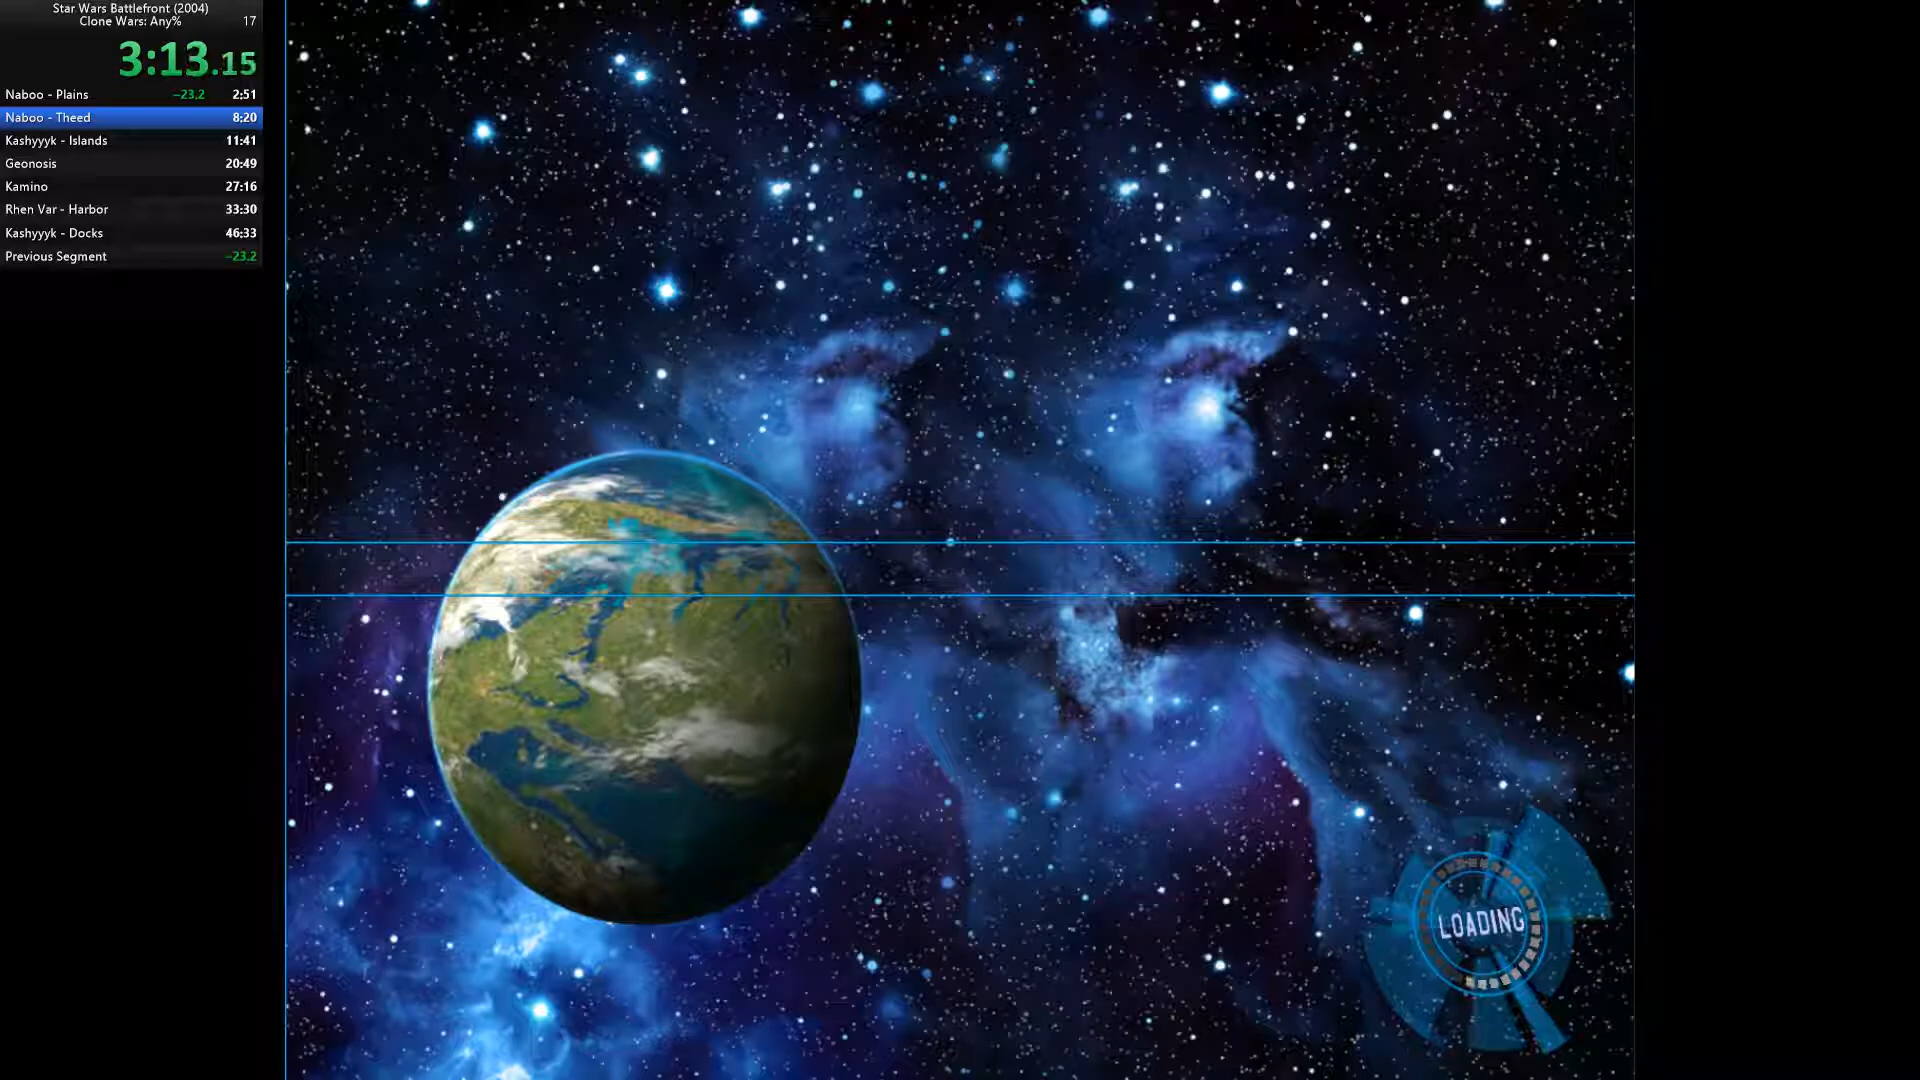 Star Wars Battlefront (2004)
Clone Wars: Any% 17
3:13.15
Naboo - Plains −23.2 2:51
Naboo - Theed 8:20
Kashyyyk - Islands 11:41
Geonosis 20:49
Kamino 27:16
Rhen Var - Harbor 33:30
Kashyyyk - Docks 46:33
Previous Segment −23.2
LOADING